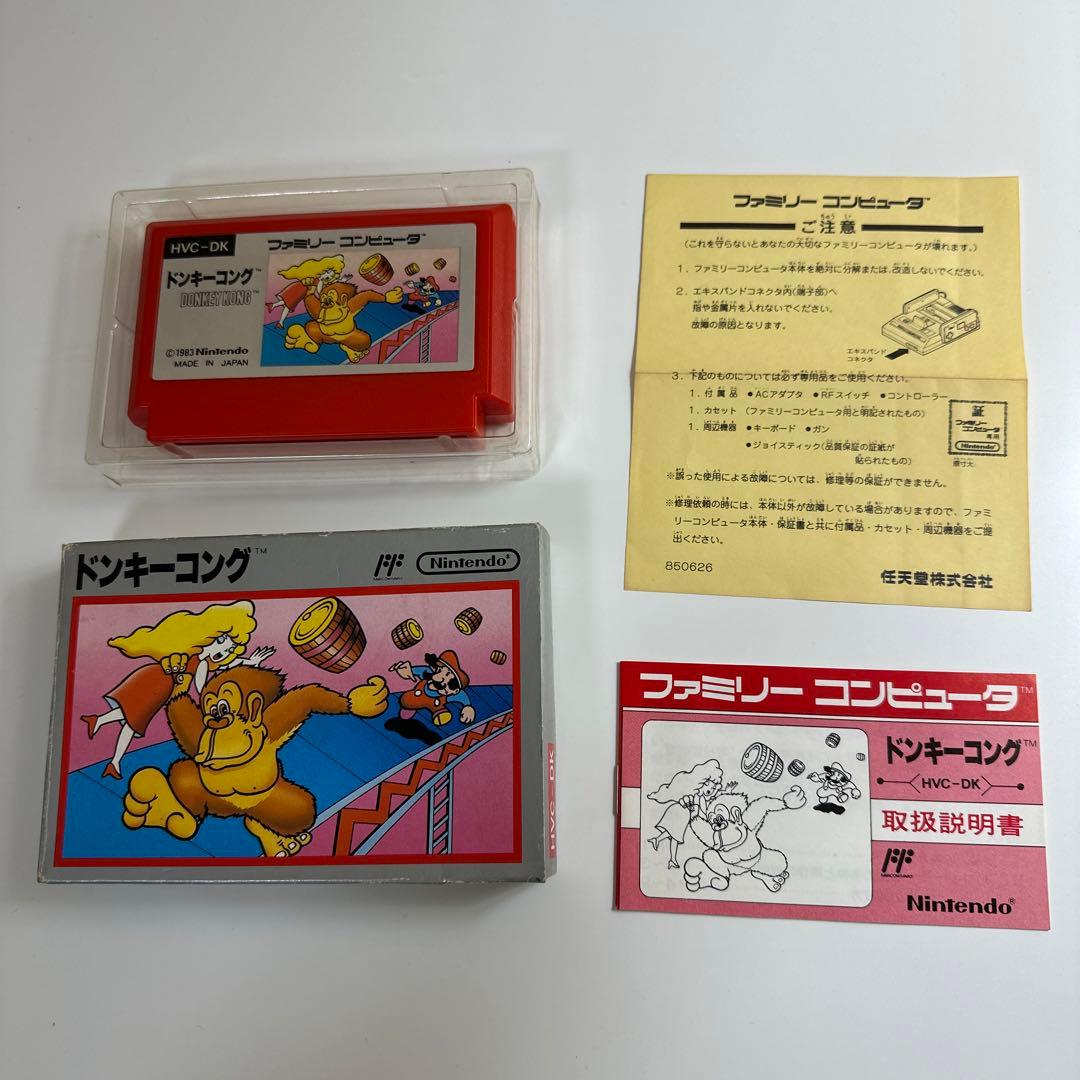 HVC-DK
ファミリー コンピュータ™
ドンキーコング™
DONKEY KONG™
©1983 Nintendo
MADE IN JAPAN
ファミリー コンピュータ™
ご注意
(これを守らないとあなたの大切なファミリーコンピュータが壊れます。)
1. ファミリーコンピュータ本体を絶対に分解または、改造しないでください。
2. エキスパンドコネクタ内(端子部)へ
指や金属片を入れないでください。
故障の原因となります。
エキスパンド
コネクタ
3. 下記のものについては必ず専用品をご使用ください。
1. 付属品 ●ACアダプタ ●RFスイッチ ●コントローラー
1. カセット (ファミリーコンピュータ用と明記されたもの)
1. 周辺機器 ●キーボード ●ガン
●ジョイスティック(品質保証の証紙が
貼られたもの)
証
ファミリー
コンピュータ
専用
Nintendo
原寸大
※誤った使用による故障については、修理等の保証ができません。
※修理依頼の時には、本体以外が故障している場合がありますので、ファミ
リーコンピュータ本体・保証書と共に付属品・カセット・周辺機器をご提
出ください。
850626
任天堂株式会社
ドンキーコング™
Nintendo®
HVC-DK
ファミリー コンピュータ™
ドンキーコング™
HVC-DK
取扱説明書
Nintendo®